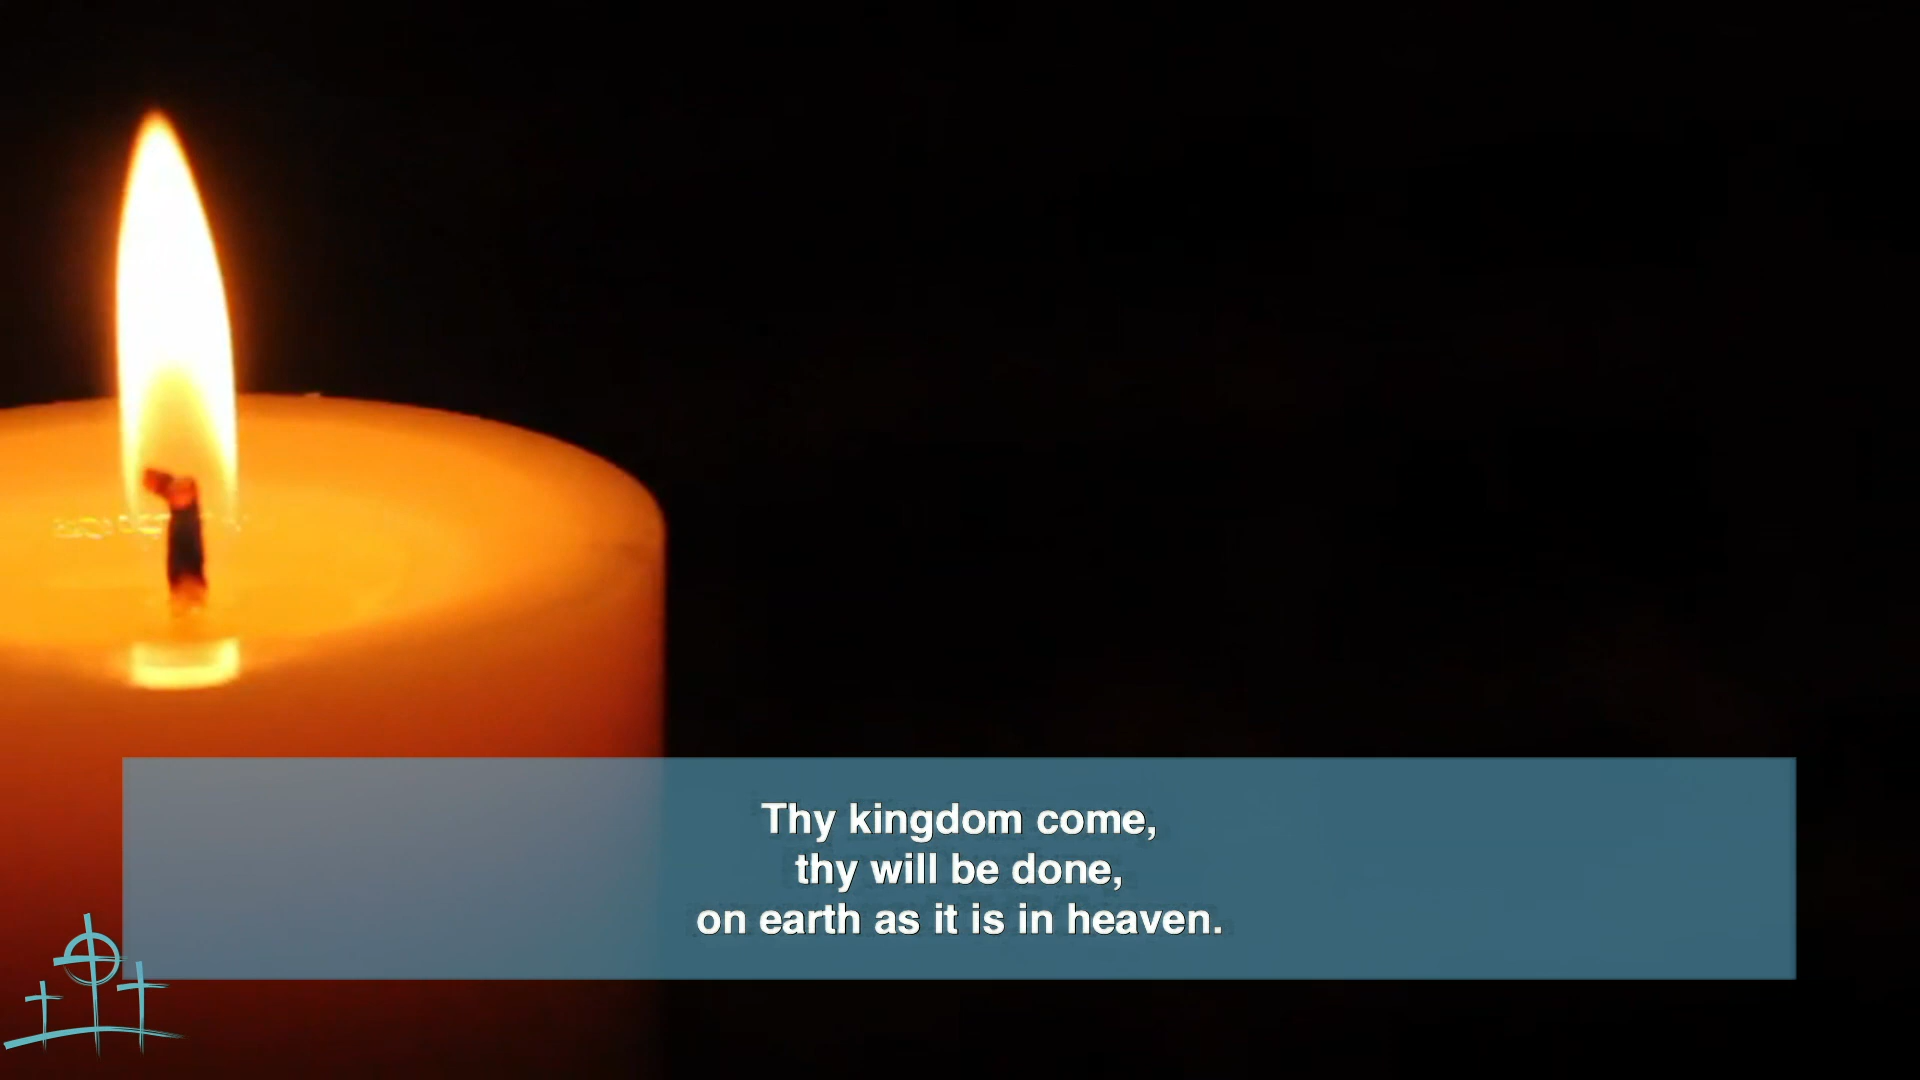 Thy kingdom come,
thy will be done,
on earth as it is in heaven.